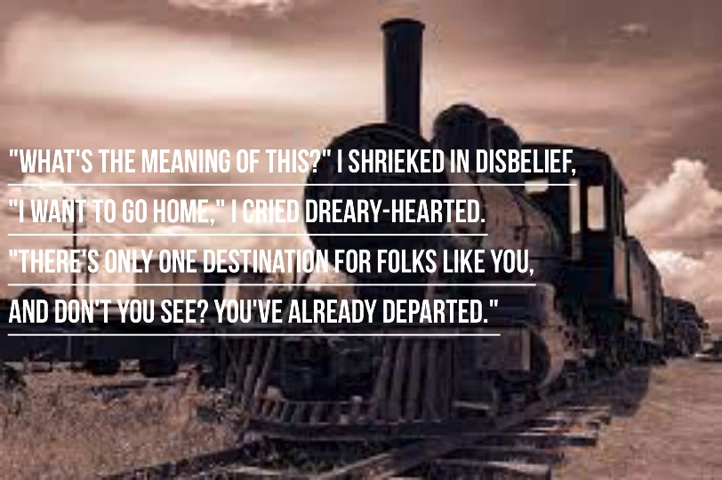 "WHAT'S THE MEANING OF THIS?" I SHRIEKED IN DISBELIEF,
"I WANT TO GO HOME," I CRIED DREARY-HEARTED.
"THERE'S ONLY ONE DESTINATION FOR FOLKS LIKE YOU,
AND DON'T YOU SEE? YOU'VE ALREADY DEPARTED."